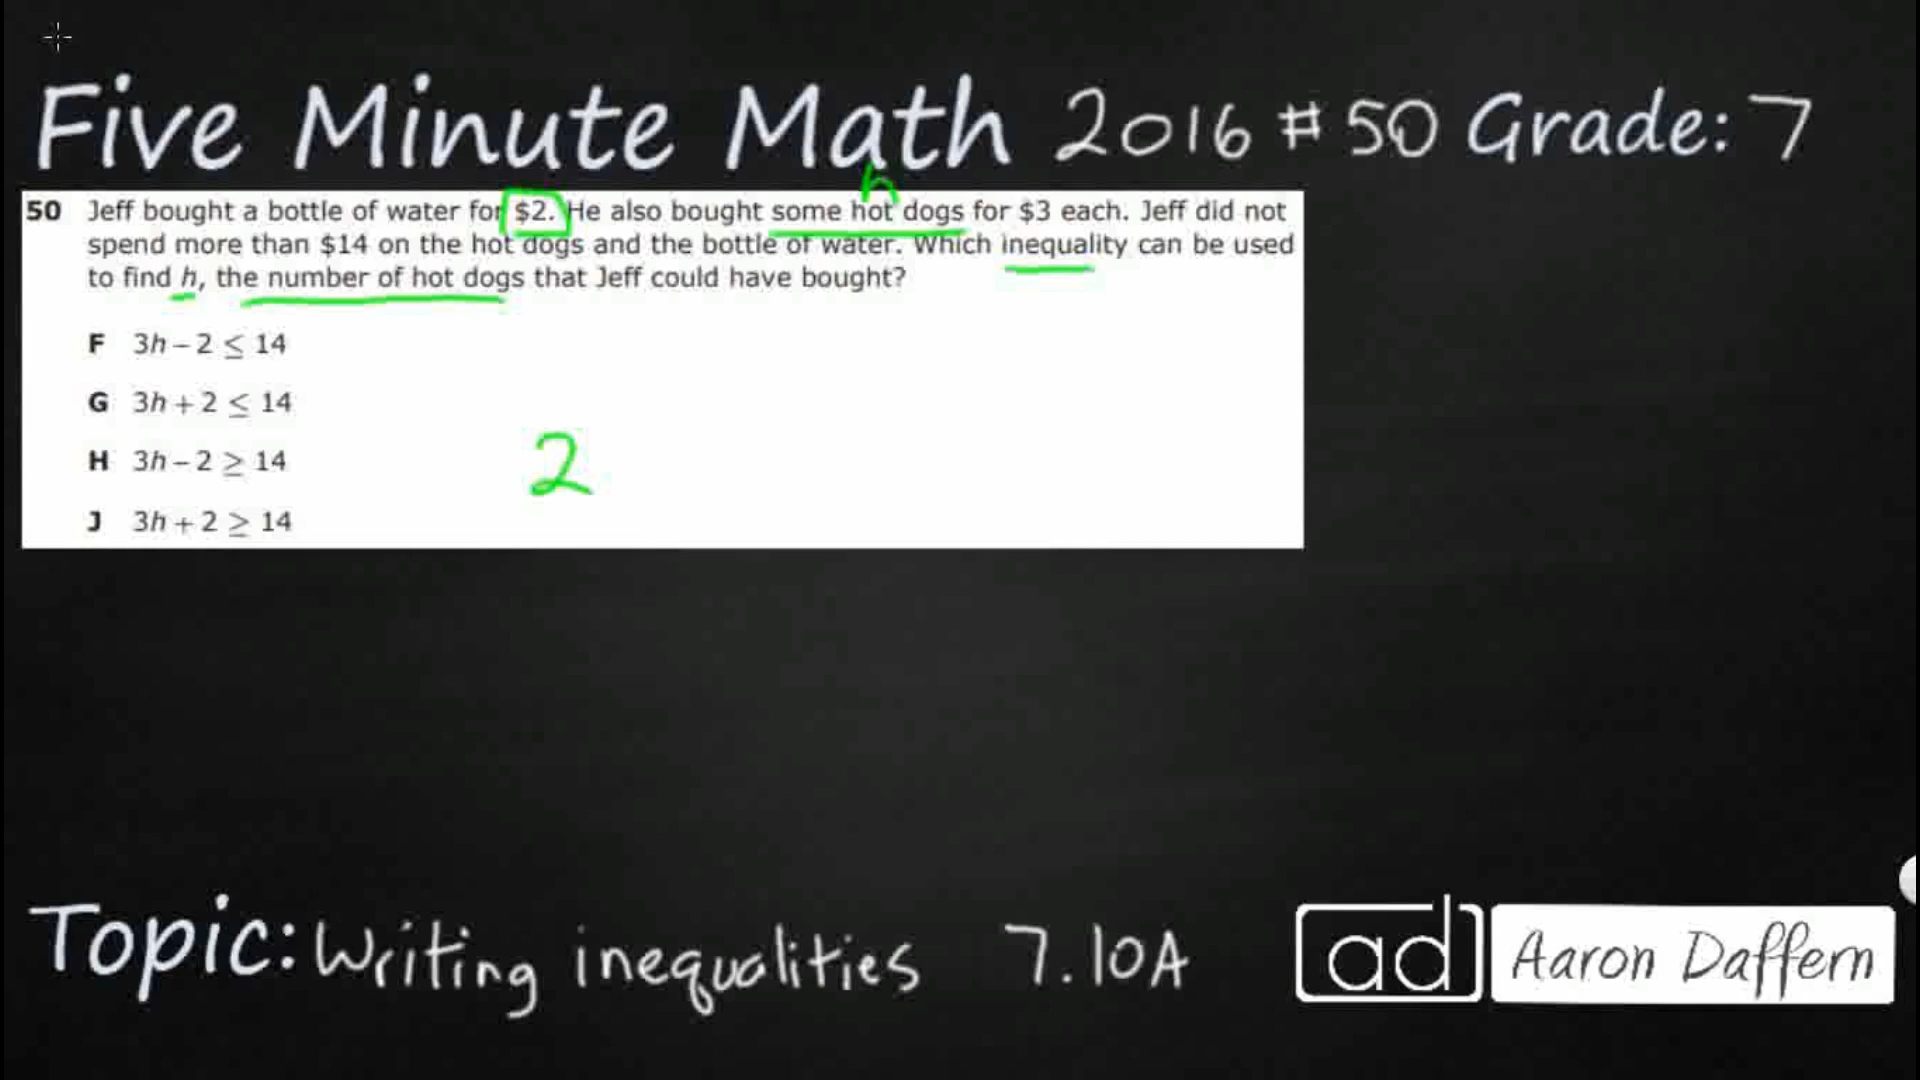 Five Minute Math 2016 # 50 Grade: 7
h
50 Jeff bought a bottle of water for $2. He also bought some hot dogs for $3 each. Jeff did not
spend more than $14 on the hot dogs and the bottle of water. Which inequality can be used
to find h, the number of hot dogs that Jeff could have bought?
F 3h – 2 ≤ 14
G 3h + 2 ≤ 14
H 3h – 2 ≥ 14
J 3h + 2 ≥ 14
2
Topic: Writing inequalities 7.10A
ad Aaron Daffern